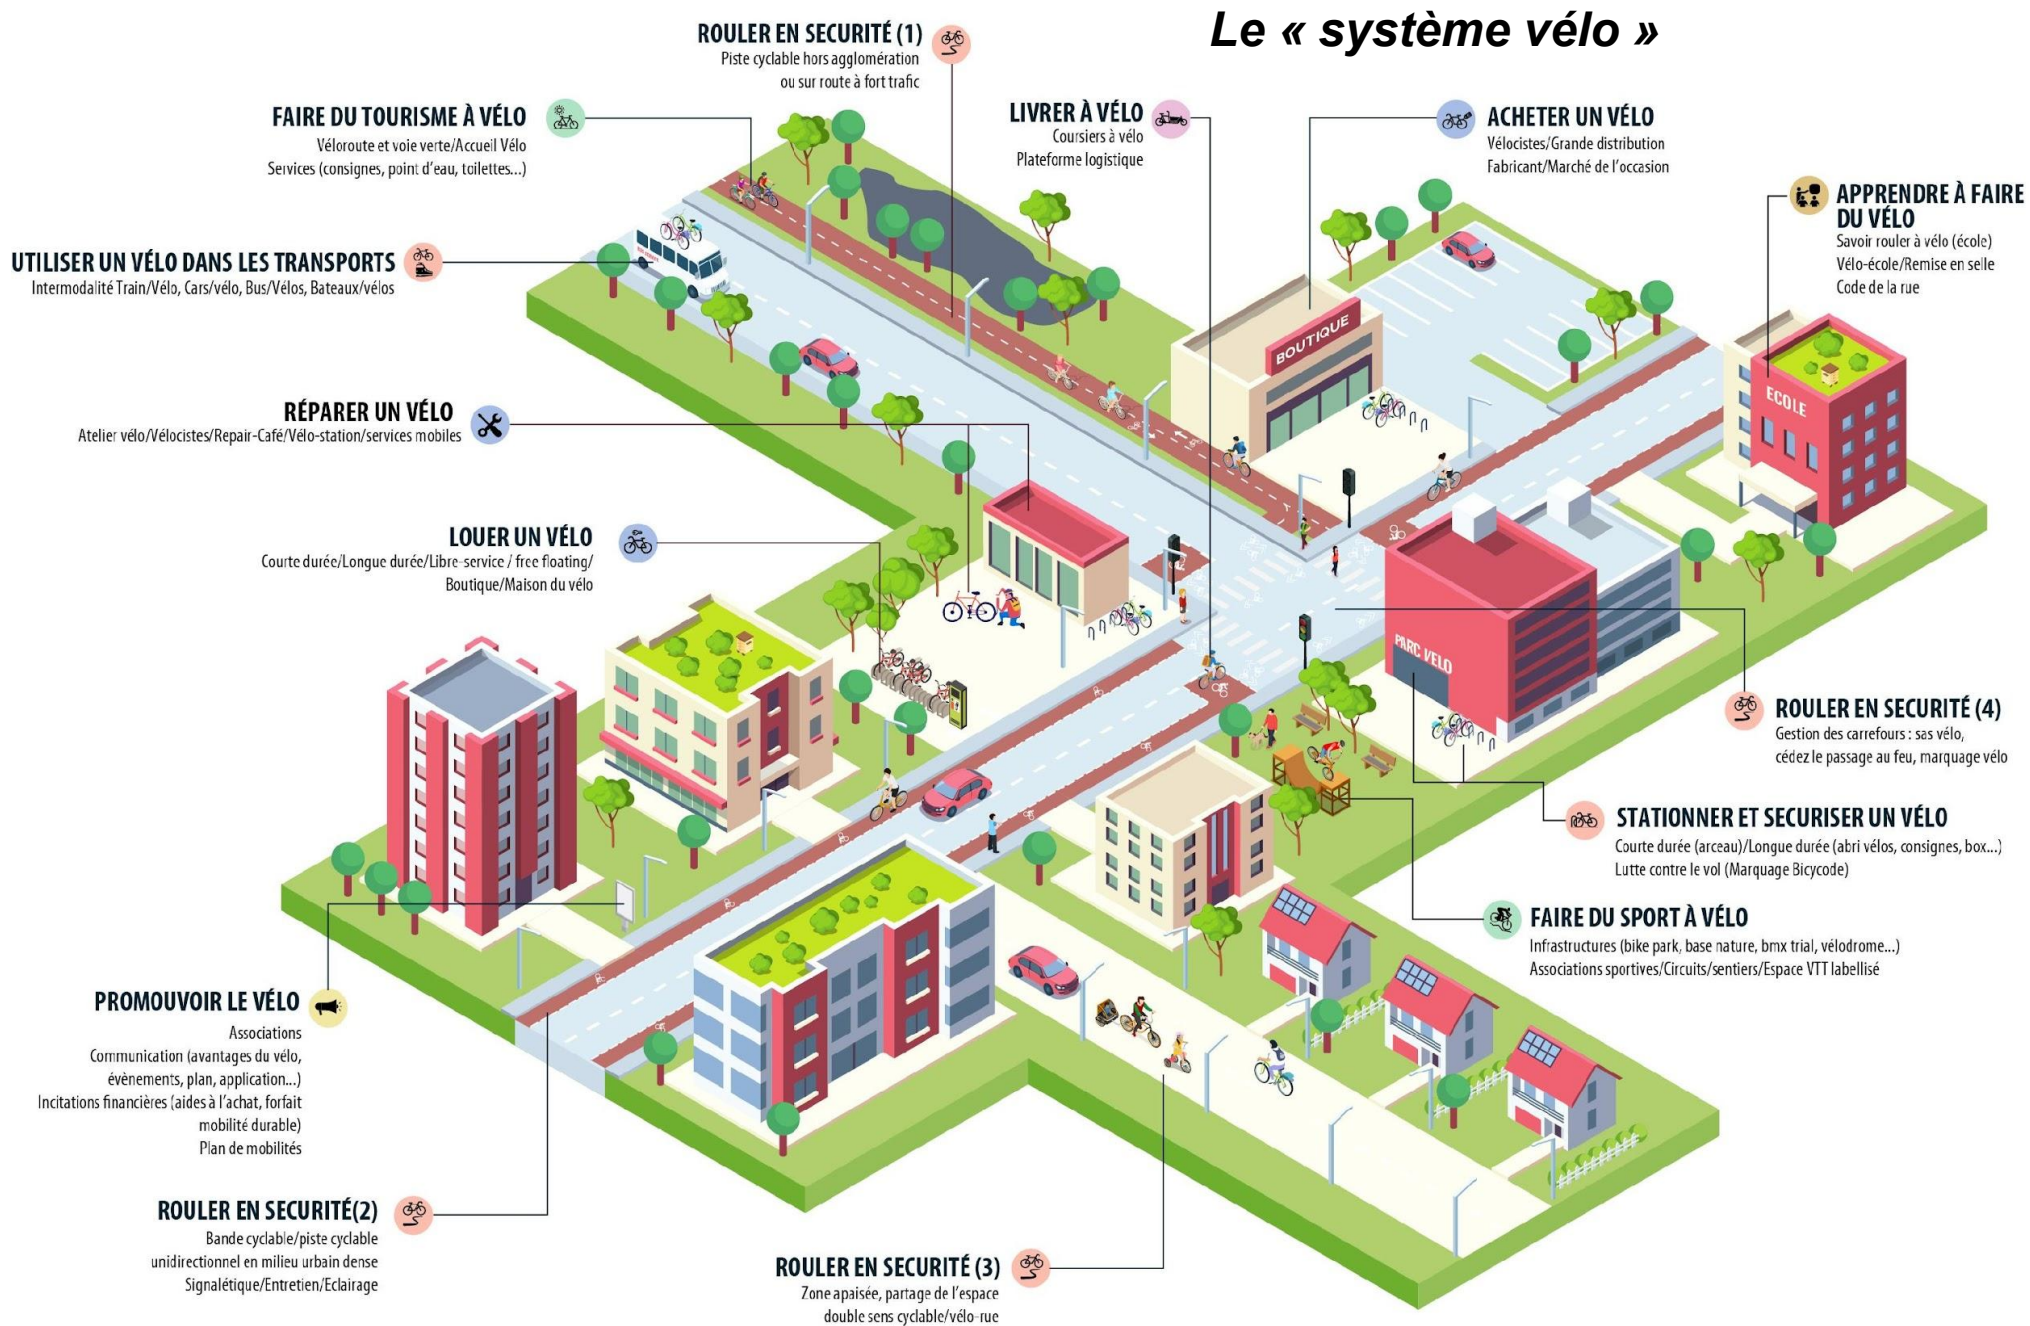 Le « système vélo »
ROULER EN SECURITÉ (1)
Piste cyclable hors agglomération
ou sur route à fort trafic
FAIRE DU TOURISME À VÉLO
Véloroute et voie verte/Accueil Vélo
Services (consignes, point d'eau, toilettes...)
LIVRER À VÉLO
Coursiers à vélo
Plateforme logistique
ACHETER UN VÉLO
Vélocistes/Grande distribution
Fabricant/Marché de l'occasion
APPRENDRE À FAIRE
DU VÉLO
Savoir rouler à vélo (école)
Vélo-école/Remise en selle
Code de la rue
UTILISER UN VÉLO DANS LES TRANSPORTS
Intermodalité Train/Vélo, Cars/vélo, Bus/Vélos, Bateaux/vélos
BOUTIQUE
ECOLE
RÉPARER UN VÉLO
Atelier vélo/Vélocistes/Repair-Café/Vélo-station/services mobiles
LOUER UN VÉLO
Courte durée/Longue durée/Libre-service / free floating/
Boutique/Maison du vélo
PARC VELO
ROULER EN SECURITÉ (4)
Gestion des carrefours : sas vélo,
cédez le passage au feu, marquage vélo
STATIONNER ET SECURISER UN VÉLO
Courte durée (arceau)/Longue durée (abri vélos, consignes, box...)
Lutte contre le vol (Marquage Bicycode)
FAIRE DU SPORT À VÉLO
Infrastructures (bike park, base nature, bmx trial, vélodrome...)
Associations sportives/Circuits/sentiers/Espace VTT labellisé
PROMOUVOIR LE VÉLO
Associations
Communication (avantages du vélo,
évènements, plan, application...)
Incitations financières (aides à l'achat, forfait
mobilité durable)
Plan de mobilités
ROULER EN SECURITÉ(2)
Bande cyclable/piste cyclable
unidirectionnel en milieu urbain dense
Signalétique/Entretien/Eclairage
ROULER EN SECURITÉ (3)
Zone apaisée, partage de l'espace
double sens cyclable/vélo-rue